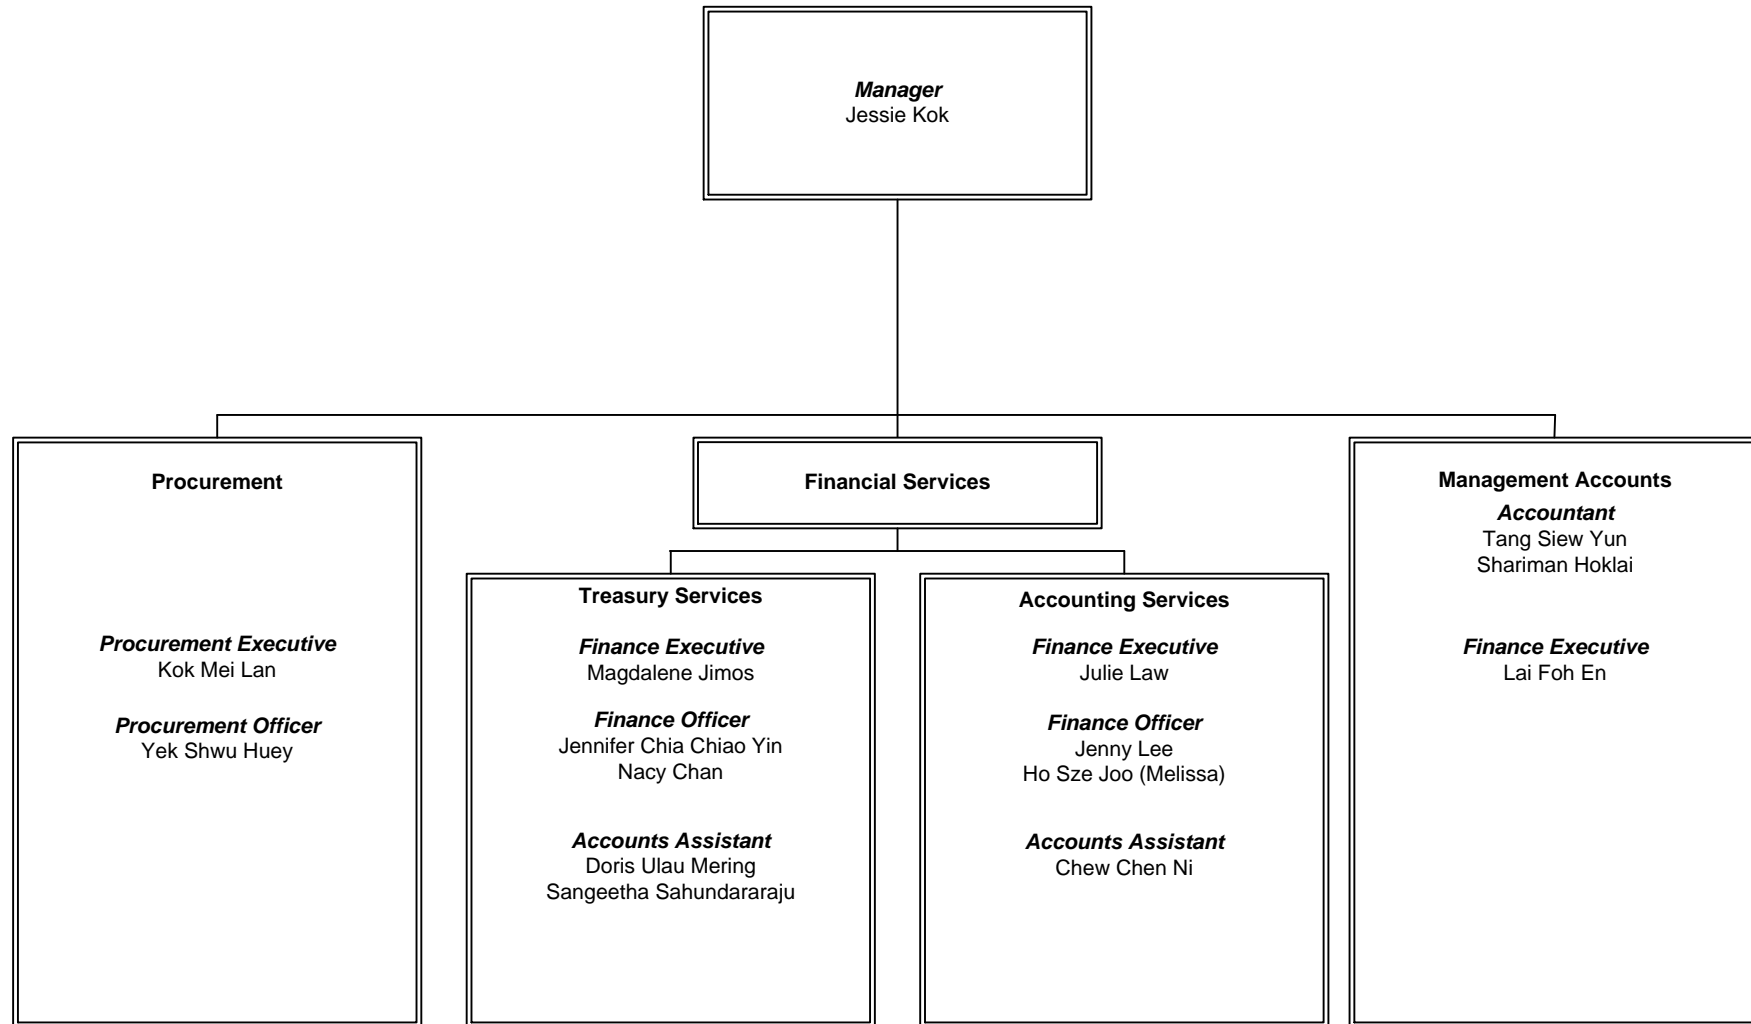 Manager
Jessie Kok
Procurement
Procurement Executive
Kok Mei Lan
Procurement Officer
Yek Shwu Huey
Financial Services
Treasury Services
Finance Executive
Magdalene Jimos
Finance Officer
Jennifer Chia Chiao Yin
Nacy Chan
Accounts Assistant
Doris Ulau Mering
Sangeetha Sahundararaju
Accounting Services
Finance Executive
Julie Law
Finance Officer
Jenny Lee
Ho Sze Joo (Melissa)
Accounts Assistant
Chew Chen Ni
Management Accounts
Accountant
Tang Siew Yun
Shariman Hoklai
Finance Executive
Lai Foh En